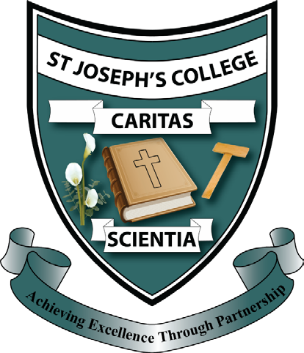 ST JOSEPH'S COLLEGE
CARITAS
SCIENTIA
Achieving Excellence Through Partnership